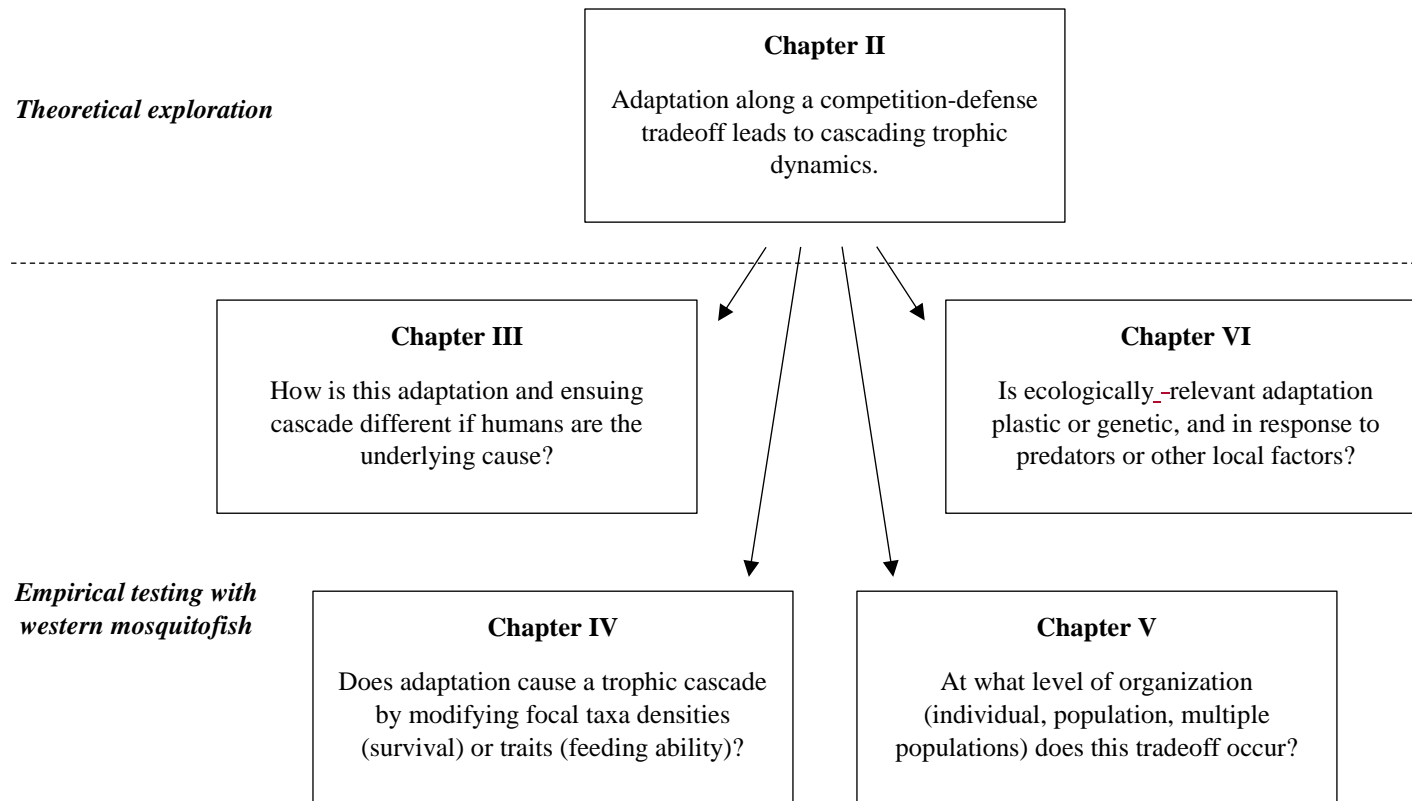 Chapter II
Theoretical exploration
Adaptation along a competition-defense
tradeoff leads to cascading trophic
dynamics.
Chapter III
How is this adaptation and ensuing
cascade different if humans are the
underlying cause?
Chapter VI
Is ecologically -relevant adaptation
plastic or genetic, and in response to
predators or other local factors?
Empirical testing with
western mosquitofish
Chapter IV
Does adaptation cause a trophic cascade
by modifying focal taxa densities
(survival) or traits (feeding ability)?
Chapter V
At what level of organization
(individual, population, multiple
populations) does this tradeoff occur?